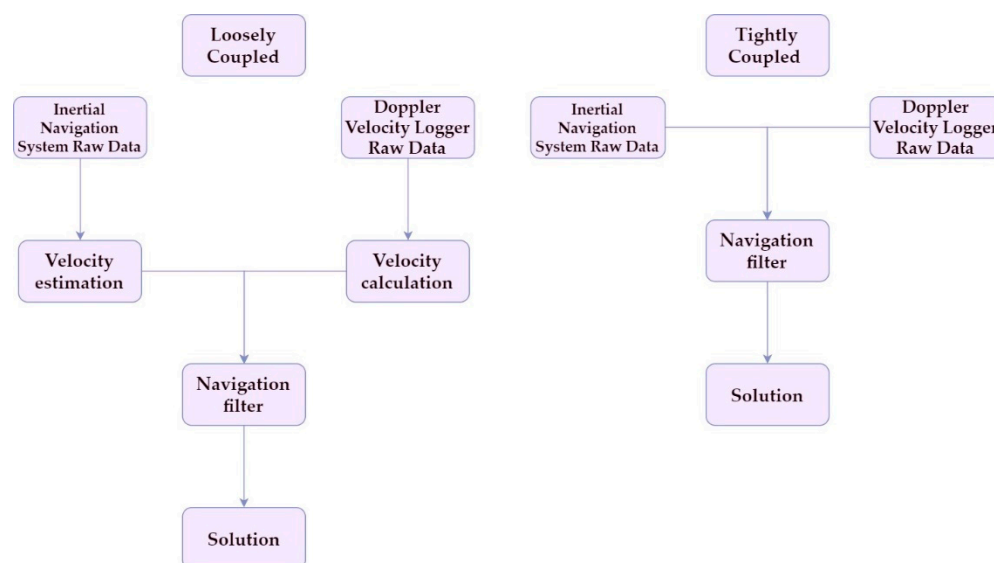 Loosely
Coupled
Inertial
Navigation
System Raw Data
Doppler
Velocity Logger
Raw Data
Velocity
estimation
Velocity
calculation
Navigation
filter
Solution
Tightly
Coupled
Inertial
Navigation
System Raw Data
Doppler
Velocity Logger
Raw Data
Navigation
filter
Solution